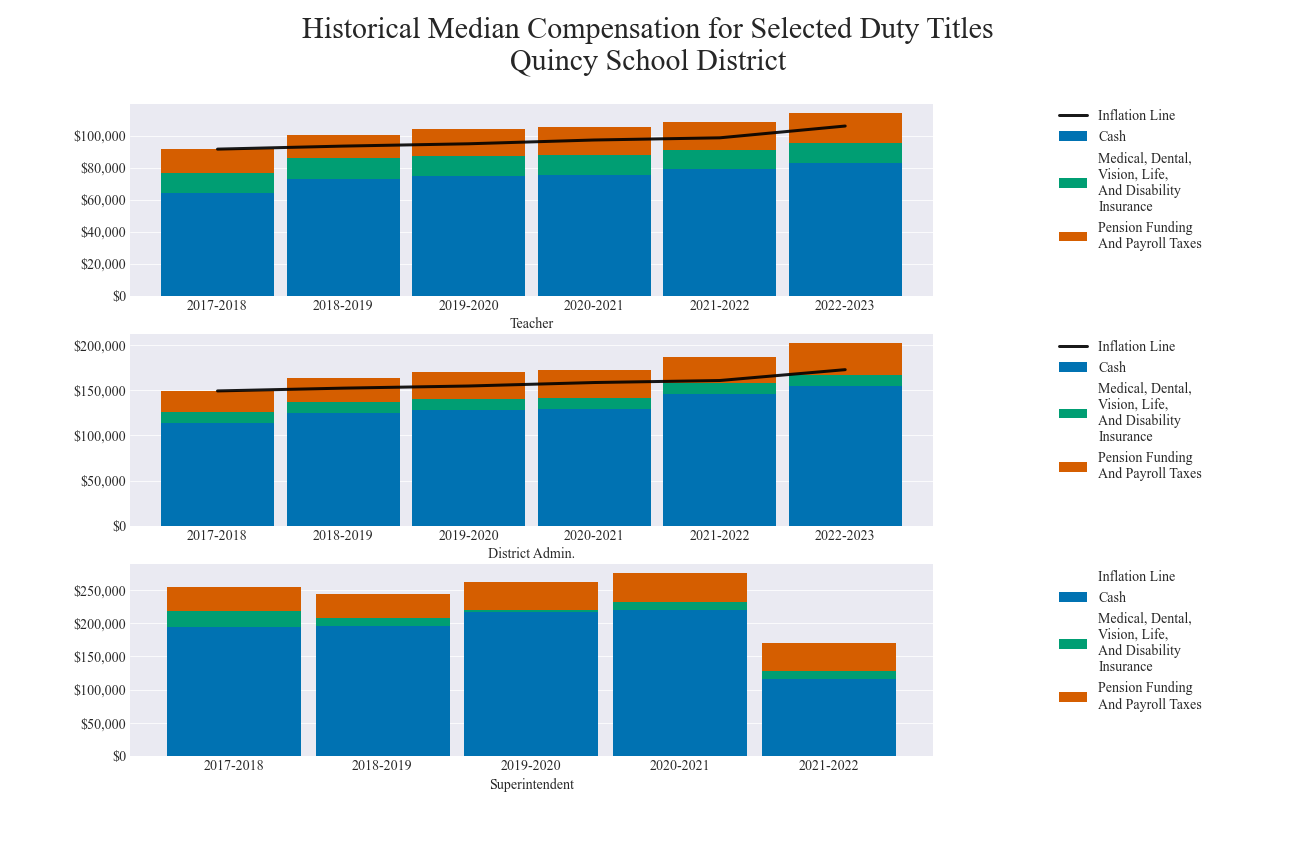 Historical Median Compensation for Selected Duty Titles
Quincy School District
$100,000
$80,000
$60,000
$40,000
$20,000
$0
2017-2018 2018-2019 2019-2020 2020-2021 2021-2022 2022-2023
Teacher
Inflation Line
Cash
Medical, Dental,
Vision, Life,
And Disability
Insurance
Pension Funding
And Payroll Taxes
$200,000
$150,000
$100,000
$50,000
$0
2017-2018 2018-2019 2019-2020 2020-2021 2021-2022 2022-2023
District Admin.
Inflation Line
Cash
Medical, Dental,
Vision, Life,
And Disability
Insurance
Pension Funding
And Payroll Taxes
$250,000
$200,000
$150,000
$100,000
$50,000
$0
2017-2018 2018-2019 2019-2020 2020-2021 2021-2022
Superintendent
Inflation Line
Cash
Medical, Dental,
Vision, Life,
And Disability
Insurance
Pension Funding
And Payroll Taxes